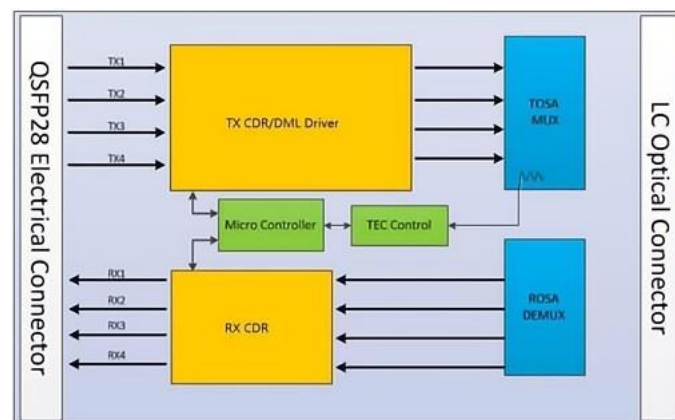 QSFP28 Electrical Connector
TX1
TX2
TX3
TX4
TX CDR/DML Driver
TOSA
MUX
LC Optical Connector
Micro Controller
TEC Control
RX1
RX2
RX3
RX4
RX CDR
ROSA
DEMUX